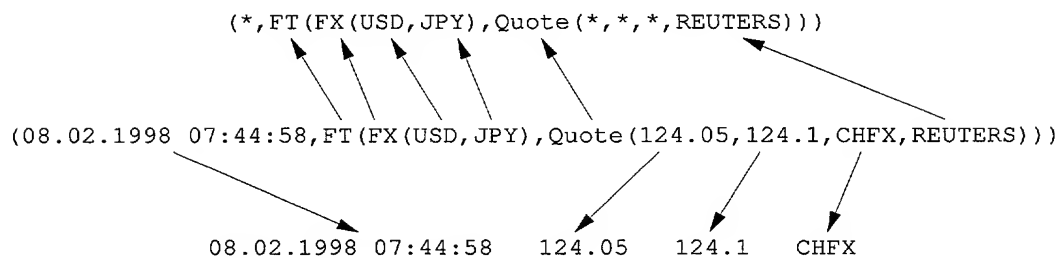 (*,FT(FX(USD,JPY),Quote(*,*,*,REUTERS)))
(08.02.1998 07:44:58,FT(FX(USD,JPY),Quote(124.05,124.1,CHFX,REUTERS)))
08.02.1998 07:44:58 124.05 124.1 CHFX